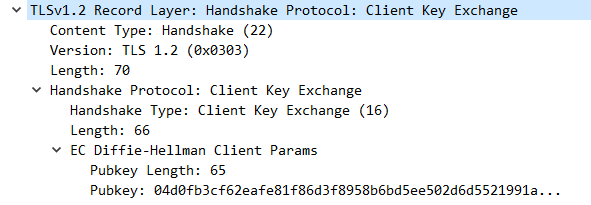 TLSv1.2 Record Layer: Handshake Protocol: Client Key Exchange
Content Type: Handshake (22)
Version: TLS 1.2 (0x0303)
Length: 70
Handshake Protocol: Client Key Exchange
Handshake Type: Client Key Exchange (16)
Length: 66
EC Diffie-Hellman Client Params
Pubkey Length: 65
Pubkey: 04d0fb3cf62eafe81f86d3f8958b6bd5ee502d6d5521991a...